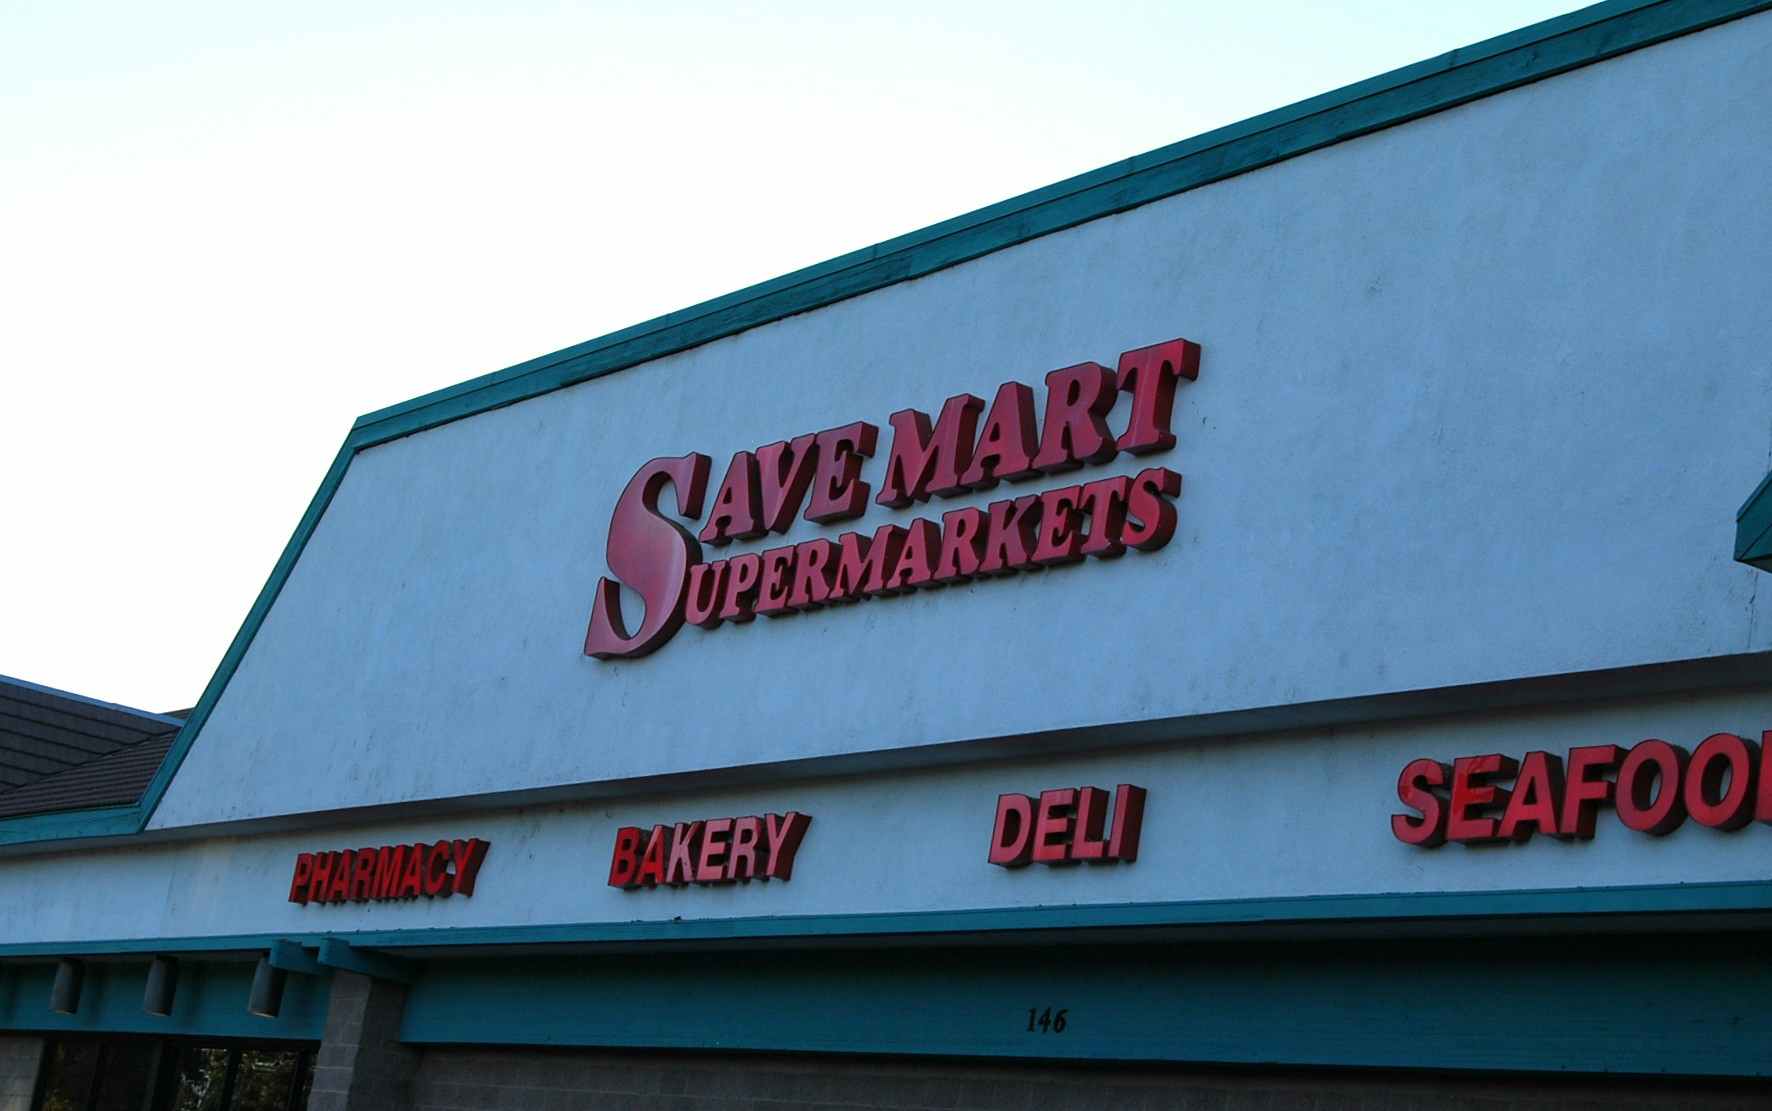 SAVE MART
SUPERMARKETS
PHARMACY BAKERY DELI SEAFOO
146